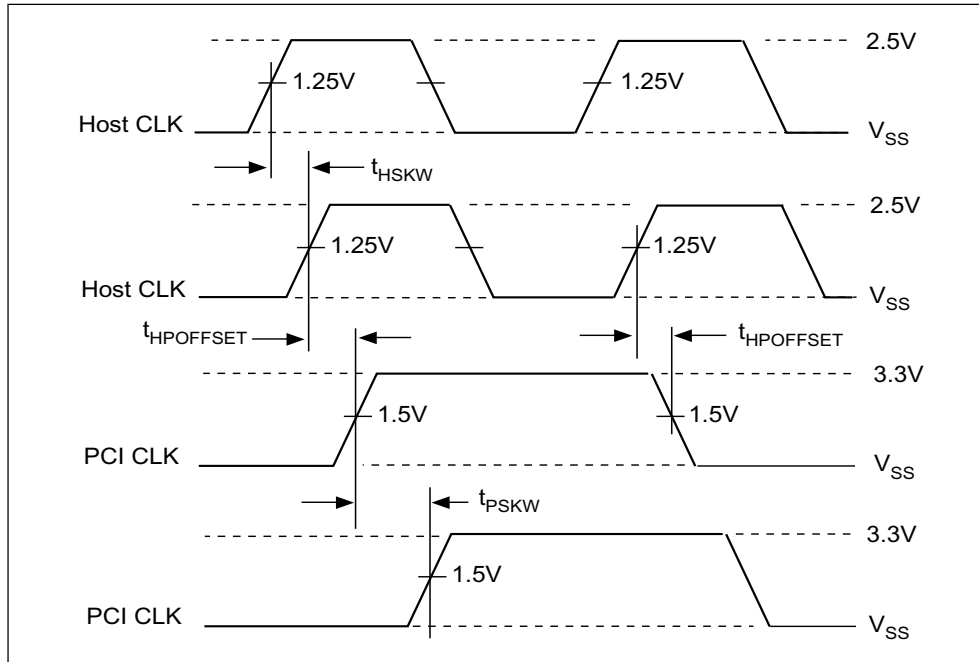 2.5V
1.25V
1.25V
Host CLK
VSS
tHSKW
2.5V
1.25V
1.25V
Host CLK
VSS
tHPOFFSET
tHPOFFSET
3.3V
1.5V
1.5V
PCI CLK
VSS
tPSKW
3.3V
1.5V
PCI CLK
VSS